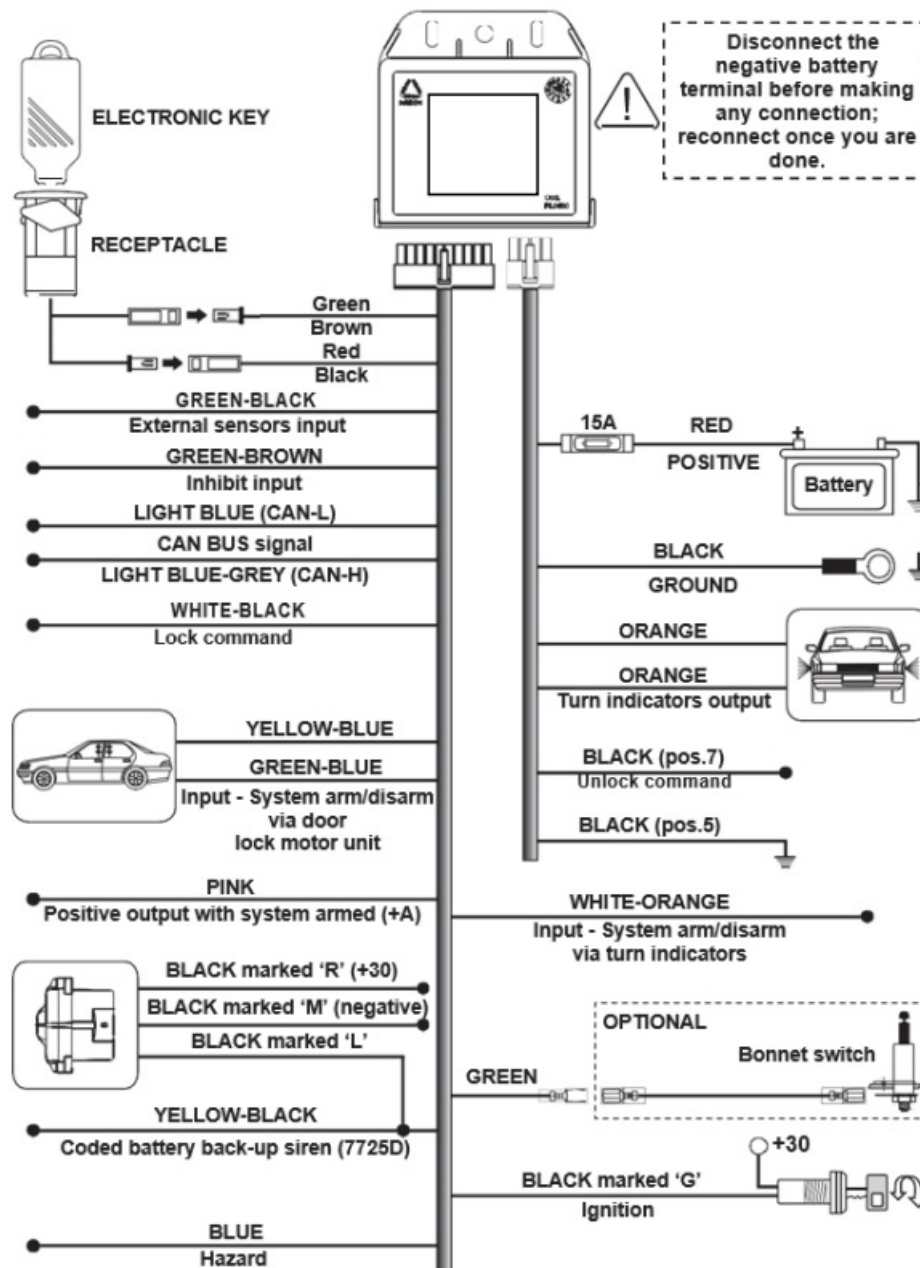 Disconnect the
negative battery
terminal before making
any connection;
reconnect once you are
done.
ELECTRONIC KEY
RECEPTACLE
Green
Brown
Red
Black
GREEN-BLACK
External sensors input
GREEN-BROWN
Inhibit input
LIGHT BLUE (CAN-L)
CAN BUS signal
LIGHT BLUE-GREY (CAN-H)
WHITE-BLACK
Lock command
YELLOW-BLUE
GREEN-BLUE
Input - System arm/disarm
via door
lock motor unit
PINK
Positive output with system armed (+A)
BLACK marked ‘R’ (+30)
BLACK marked ‘M’ (negative)
BLACK marked ‘L’
YELLOW-BLACK
Coded battery back-up siren (7725D)
BLUE
Hazard
15A
RED
POSITIVE
+
Battery
BLACK
GROUND
ORANGE
ORANGE
Turn indicators output
BLACK (pos.7)
Unlock command
BLACK (pos.5)
WHITE-ORANGE
Input - System arm/disarm
via turn indicators
OPTIONAL
Bonnet switch
GREEN
+30
BLACK marked ‘G’
Ignition